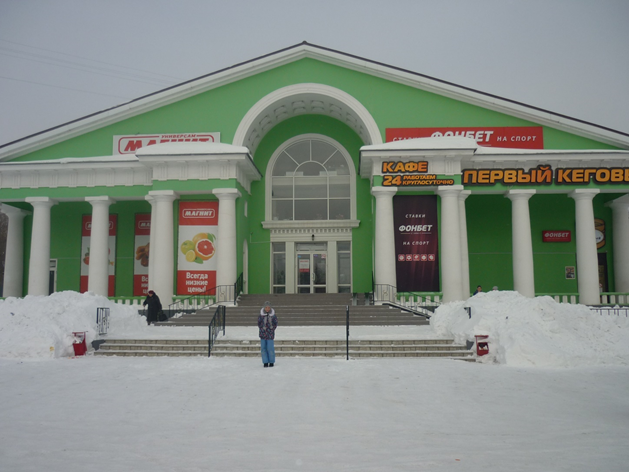 УНИВЕРСАМ
МАГНИТ
СТАВКИ ФОНБЕТ НА СПОРТ
КАФЕ
24 РАБОТАЕМ
КРУГЛОСУТОЧНО
ПЕРВЫЙ КЕГОВ
МАГНИТ
Всегда
низкие
цены!
СТАВКИ
ФОНБЕТ
НА СПОРТ
ФОНБЕТ